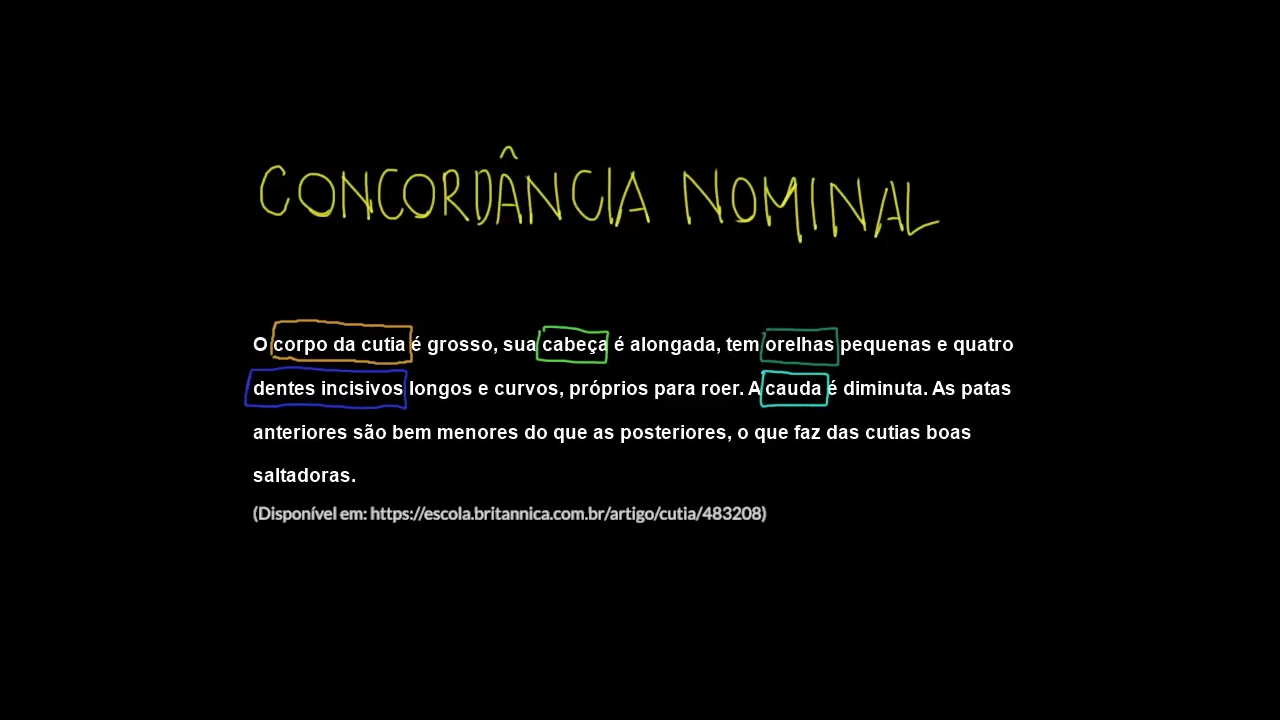 CONCORDÂNCIA NOMINAL
O corpo da cutia é grosso, sua cabeça é alongada, tem orelhas pequenas e quatro
dentes incisivos longos e curvos, próprios para roer. A cauda é diminuta. As patas
anteriores são bem menores do que as posteriores, o que faz das cutias boas
saltadoras.
(Disponível em: https://escola.britannica.com.br/artigo/cutia/483208)